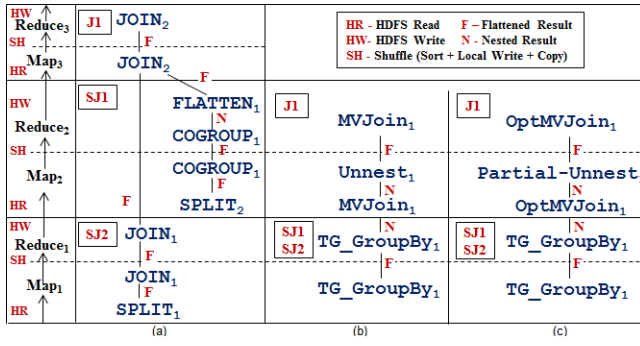 HW
Reduce3
SH
Map3
HR
HW
Reduce2
SH
Map2
HR
HW
Reduce1
SH
Map1
HR
J1
JOIN2
F
JOIN2
F
SJ1
FLATTEN1
N
COGROUP1
F
COGROUP1
F
SPLIT2
F
SJ2
JOIN1
F
JOIN1
F
SPLIT1
(a)
HR - HDFS Read F – Flattened Result
HW- HDFS Write N - Nested Result
SH - Shuffle (Sort + Local Write + Copy)
J1
MVJoin1
F
Unnest1
N
MVJoin1
N
SJ1
SJ2
TG_GroupBy1
F
TG_GroupBy1
(b)
J1
OptMVJoin1
F
Partial-Unnest
N
OptMVJoin1
N
SJ1
SJ2
TG_GroupBy1
F
TG_GroupBy1
(c)